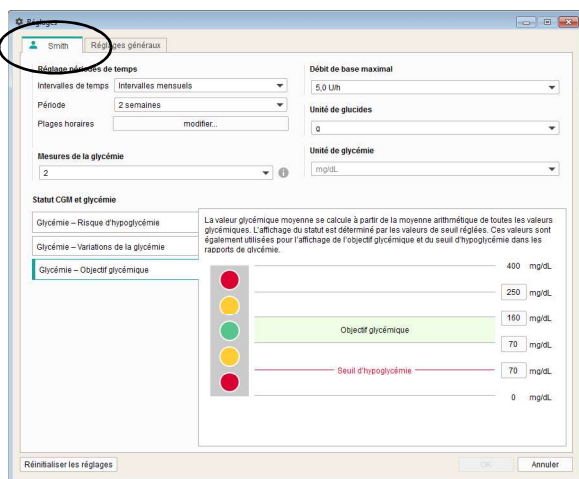 Réglages
Smith
Réglages généraux
Réglage périodes de temps
Intervalles de temps
Intervalles mensuels
Période
2 semaines
Plages horaires
modifier...
Mesures de la glycémie
2
Débit de base maximal
5,0 U/h
Unité de glucides
g
Unité de glycémie
mg/dL
Statut CGM et glycémie
Glycémie – Risque d'hypoglycémie
Glycémie – Variations de la glycémie
Glycémie – Objectif glycémique
La valeur glycémique moyenne se calcule à partir de la moyenne arithmétique de toutes les valeurs
glycémiques. L'affichage du statut est déterminé par les valeurs de seuil réglées. Ces valeurs sont
également utilisées pour l'affichage de l'objectif glycémique et du seuil d'hypoglycémie dans les
rapports de glycémie.
400 mg/dL
250 mg/dL
160 mg/dL
Objectif glycémique
70 mg/dL
Seuil d'hypoglycémie
70 mg/dL
0 mg/dL
Réinitialiser les réglages
OK
Annuler